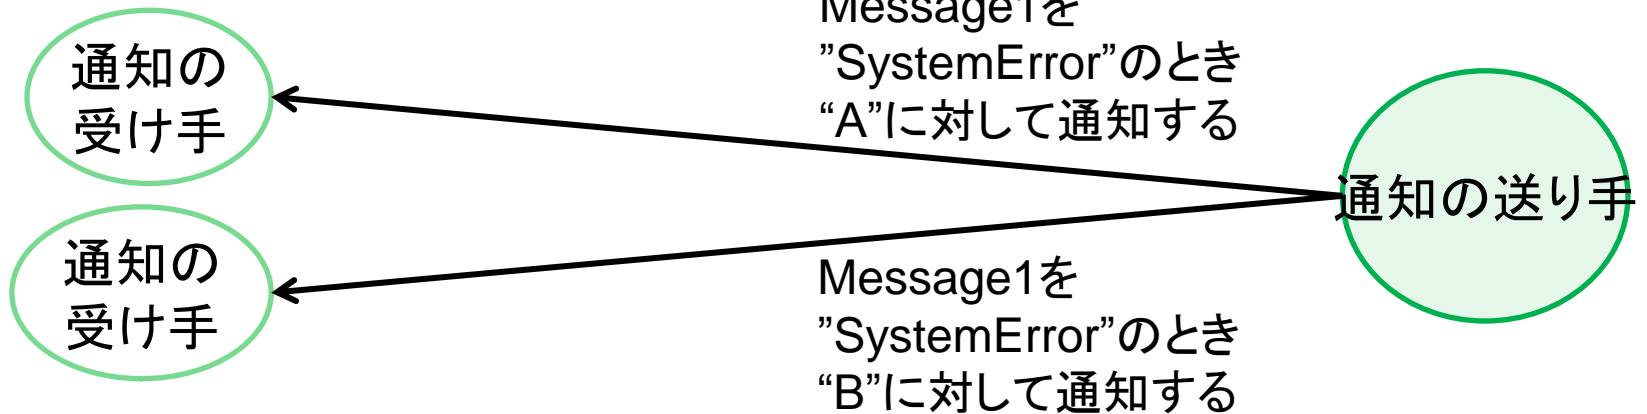 通知の
受け手
Message1を
”SystemError”のとき
“A”に対して通知する
通知の送り手
通知の
受け手
Message1を
”SystemError”のとき
“B”に対して通知する